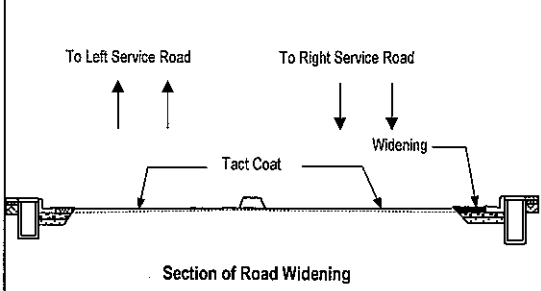 To Left Service Road
To Right Service Road
Widening
Tact Coat
Section of Road Widening